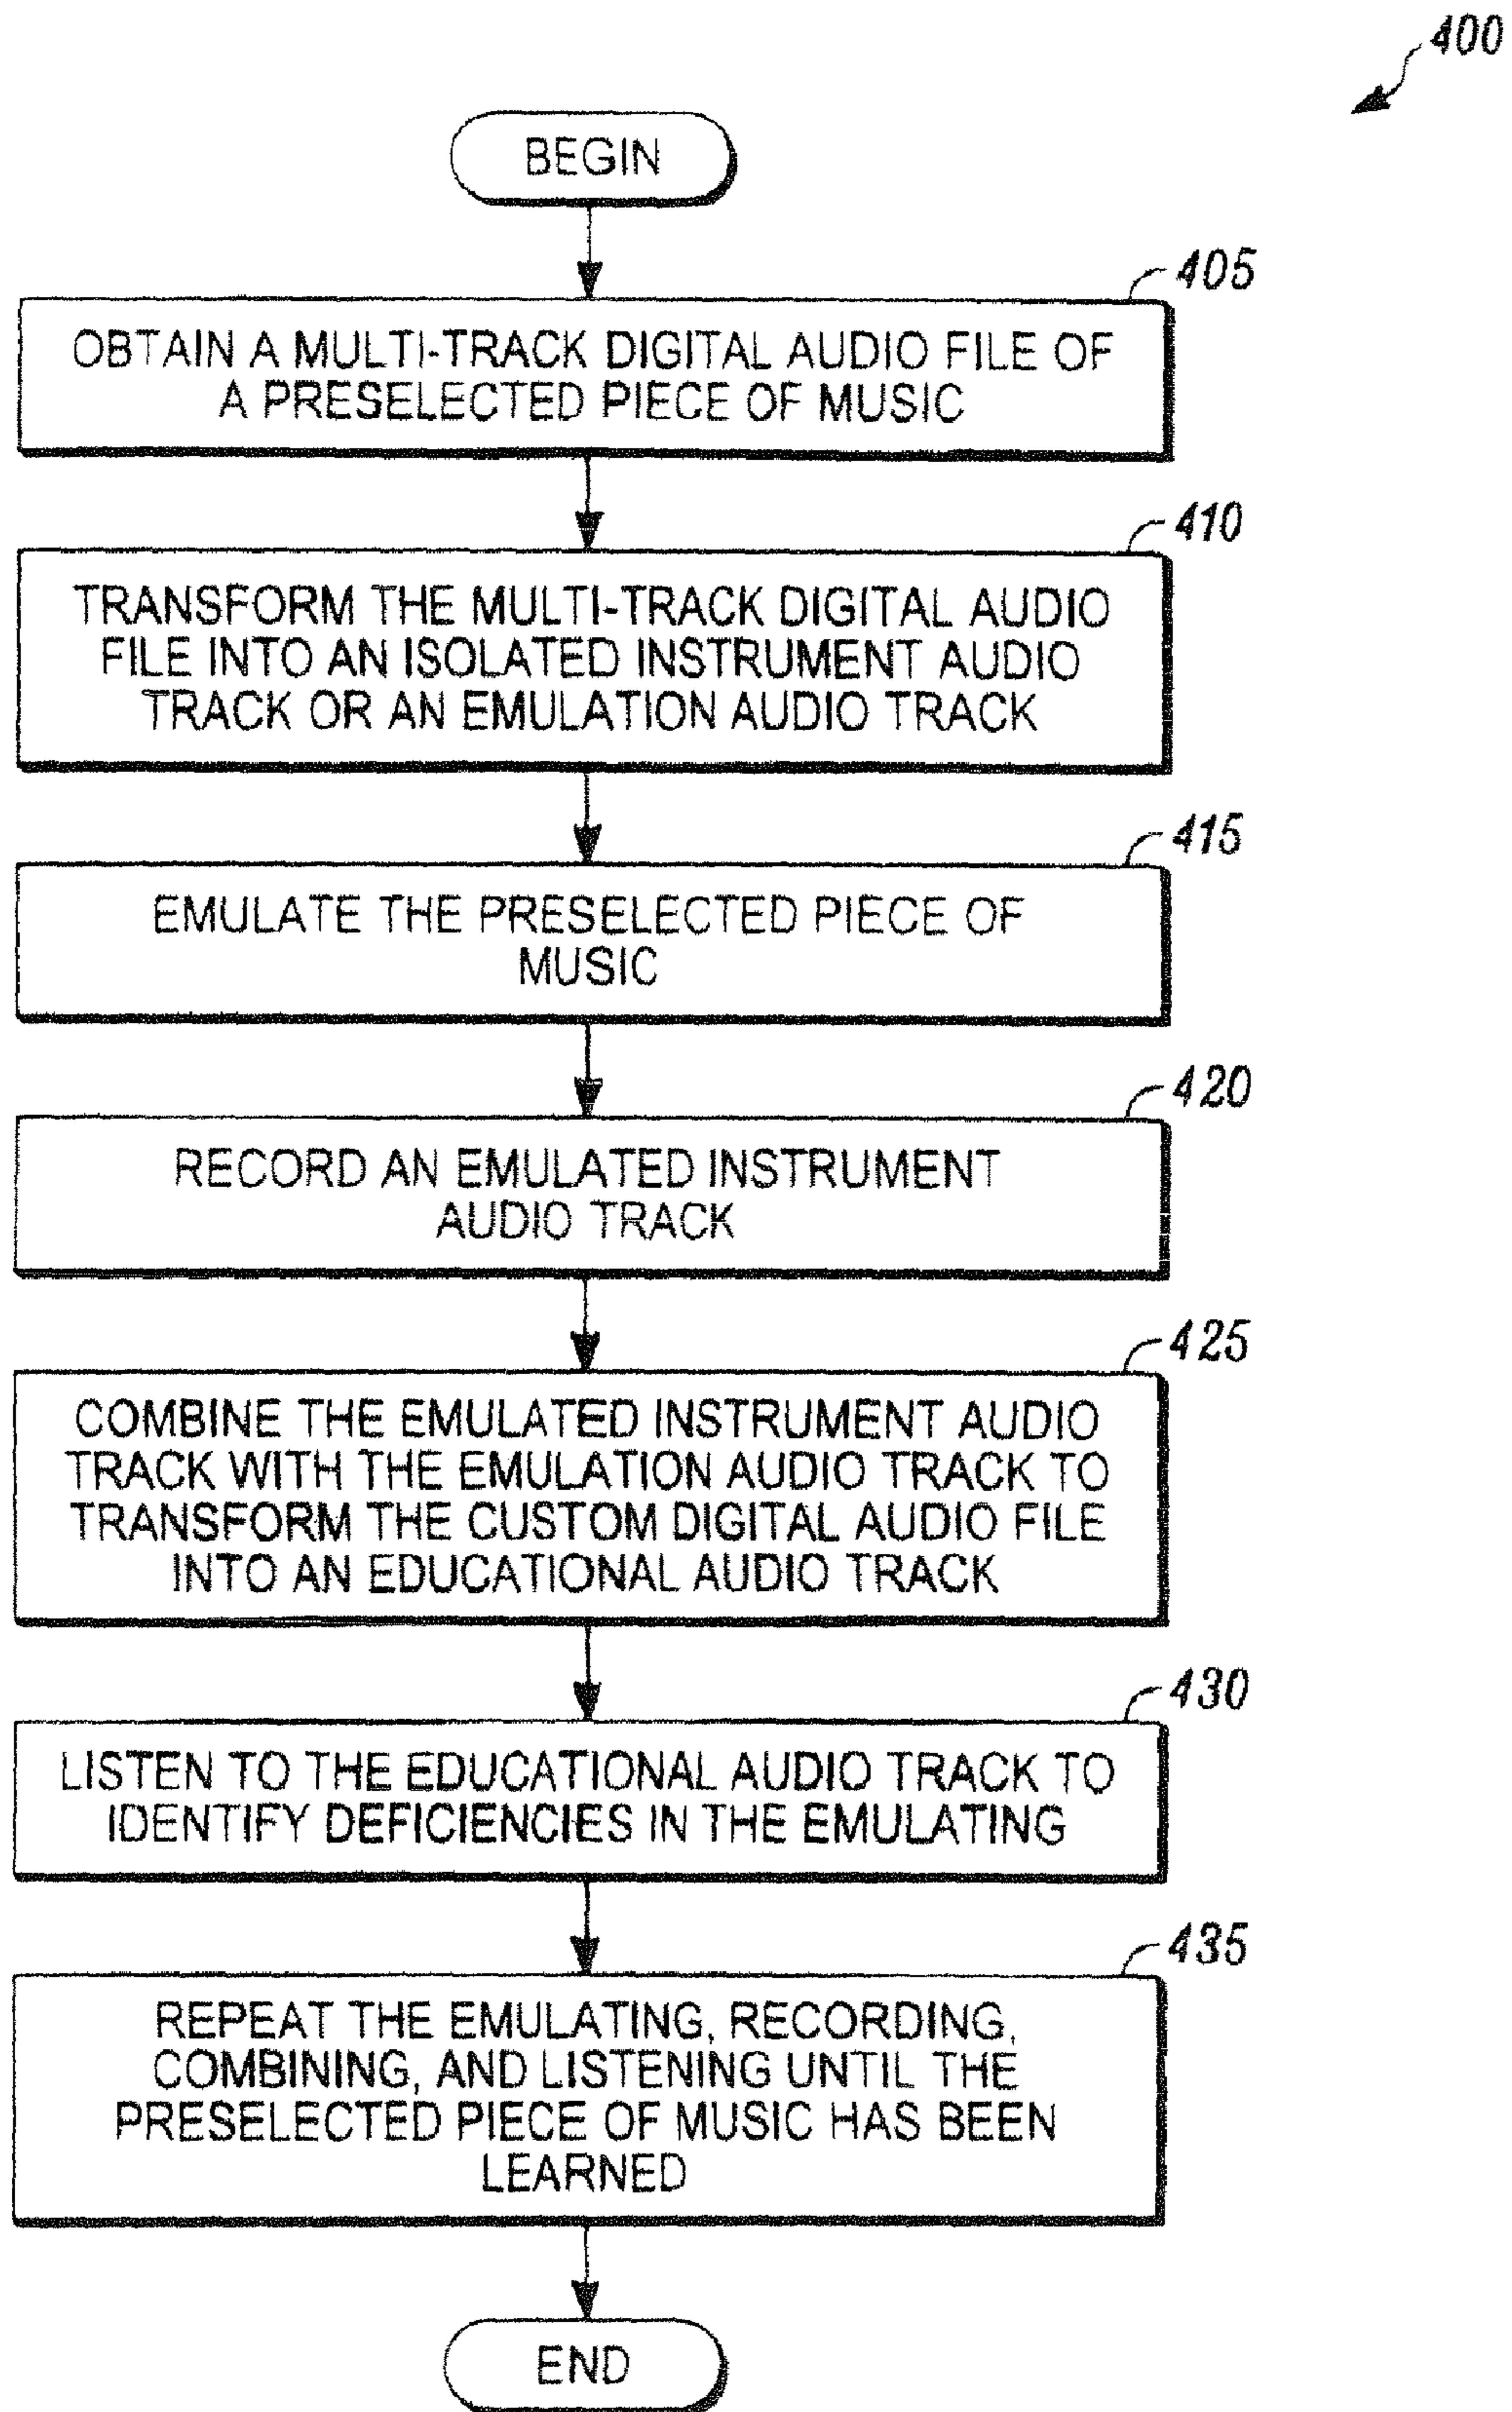 400
BEGIN
405
OBTAIN A MULTI-TRACK DIGITAL AUDIO FILE OF
A PRESELECTED PIECE OF MUSIC
410
TRANSFORM THE MULTI-TRACK DIGITAL AUDIO
FILE INTO AN ISOLATED INSTRUMENT AUDIO
TRACK OR AN EMULATION AUDIO TRACK
415
EMULATE THE PRESELECTED PIECE OF
MUSIC
420
RECORD AN EMULATED INSTRUMENT
AUDIO TRACK
425
COMBINE THE EMULATED INSTRUMENT AUDIO
TRACK WITH THE EMULATION AUDIO TRACK TO
TRANSFORM THE CUSTOM DIGITAL AUDIO FILE
INTO AN EDUCATIONAL AUDIO TRACK
430
LISTEN TO THE EDUCATIONAL AUDIO TRACK TO
IDENTIFY DEFICIENCIES IN THE EMULATING
435
REPEAT THE EMULATING, RECORDING,
COMBINING, AND LISTENING UNTIL THE
PRESELECTED PIECE OF MUSIC HAS BEEN
LEARNED
END